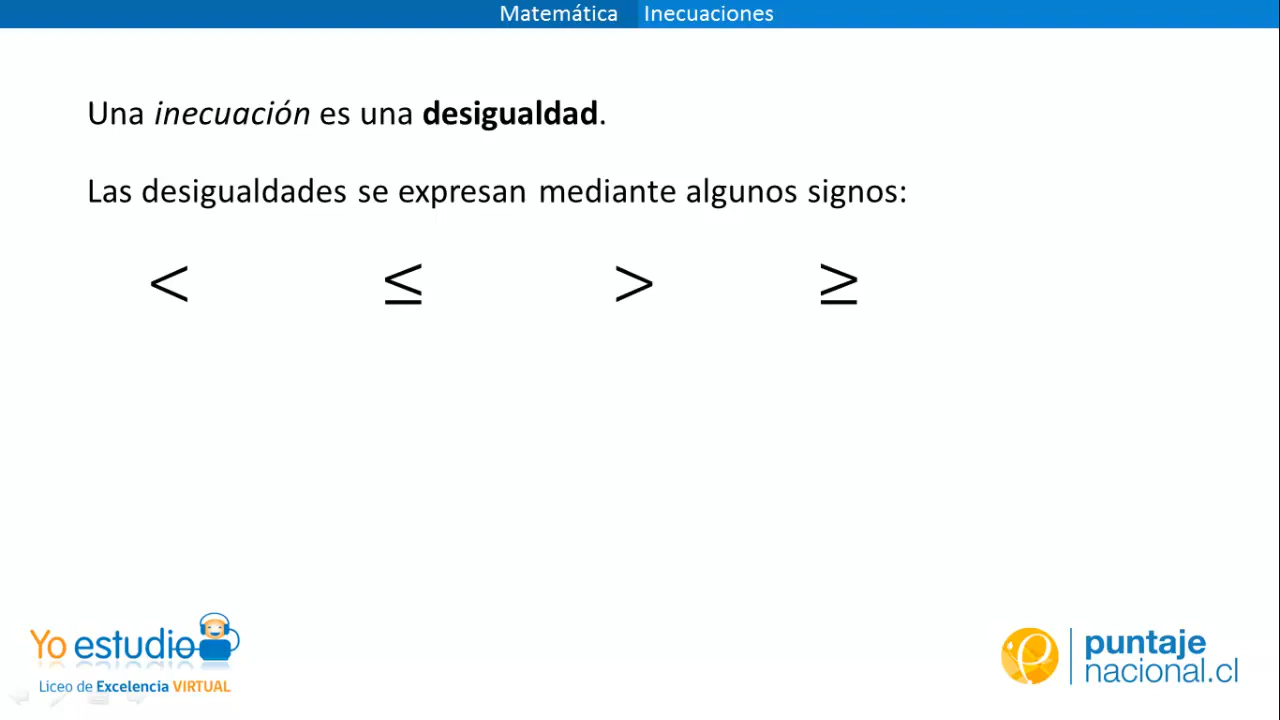 Matemática Inecuaciones
Una inecuación es una desigualdad.
Las desigualdades se expresan mediante algunos signos:
< ≤ > ≥
Yo estudio
Liceo de Excelencia VIRTUAL
puntaje
nacional.cl